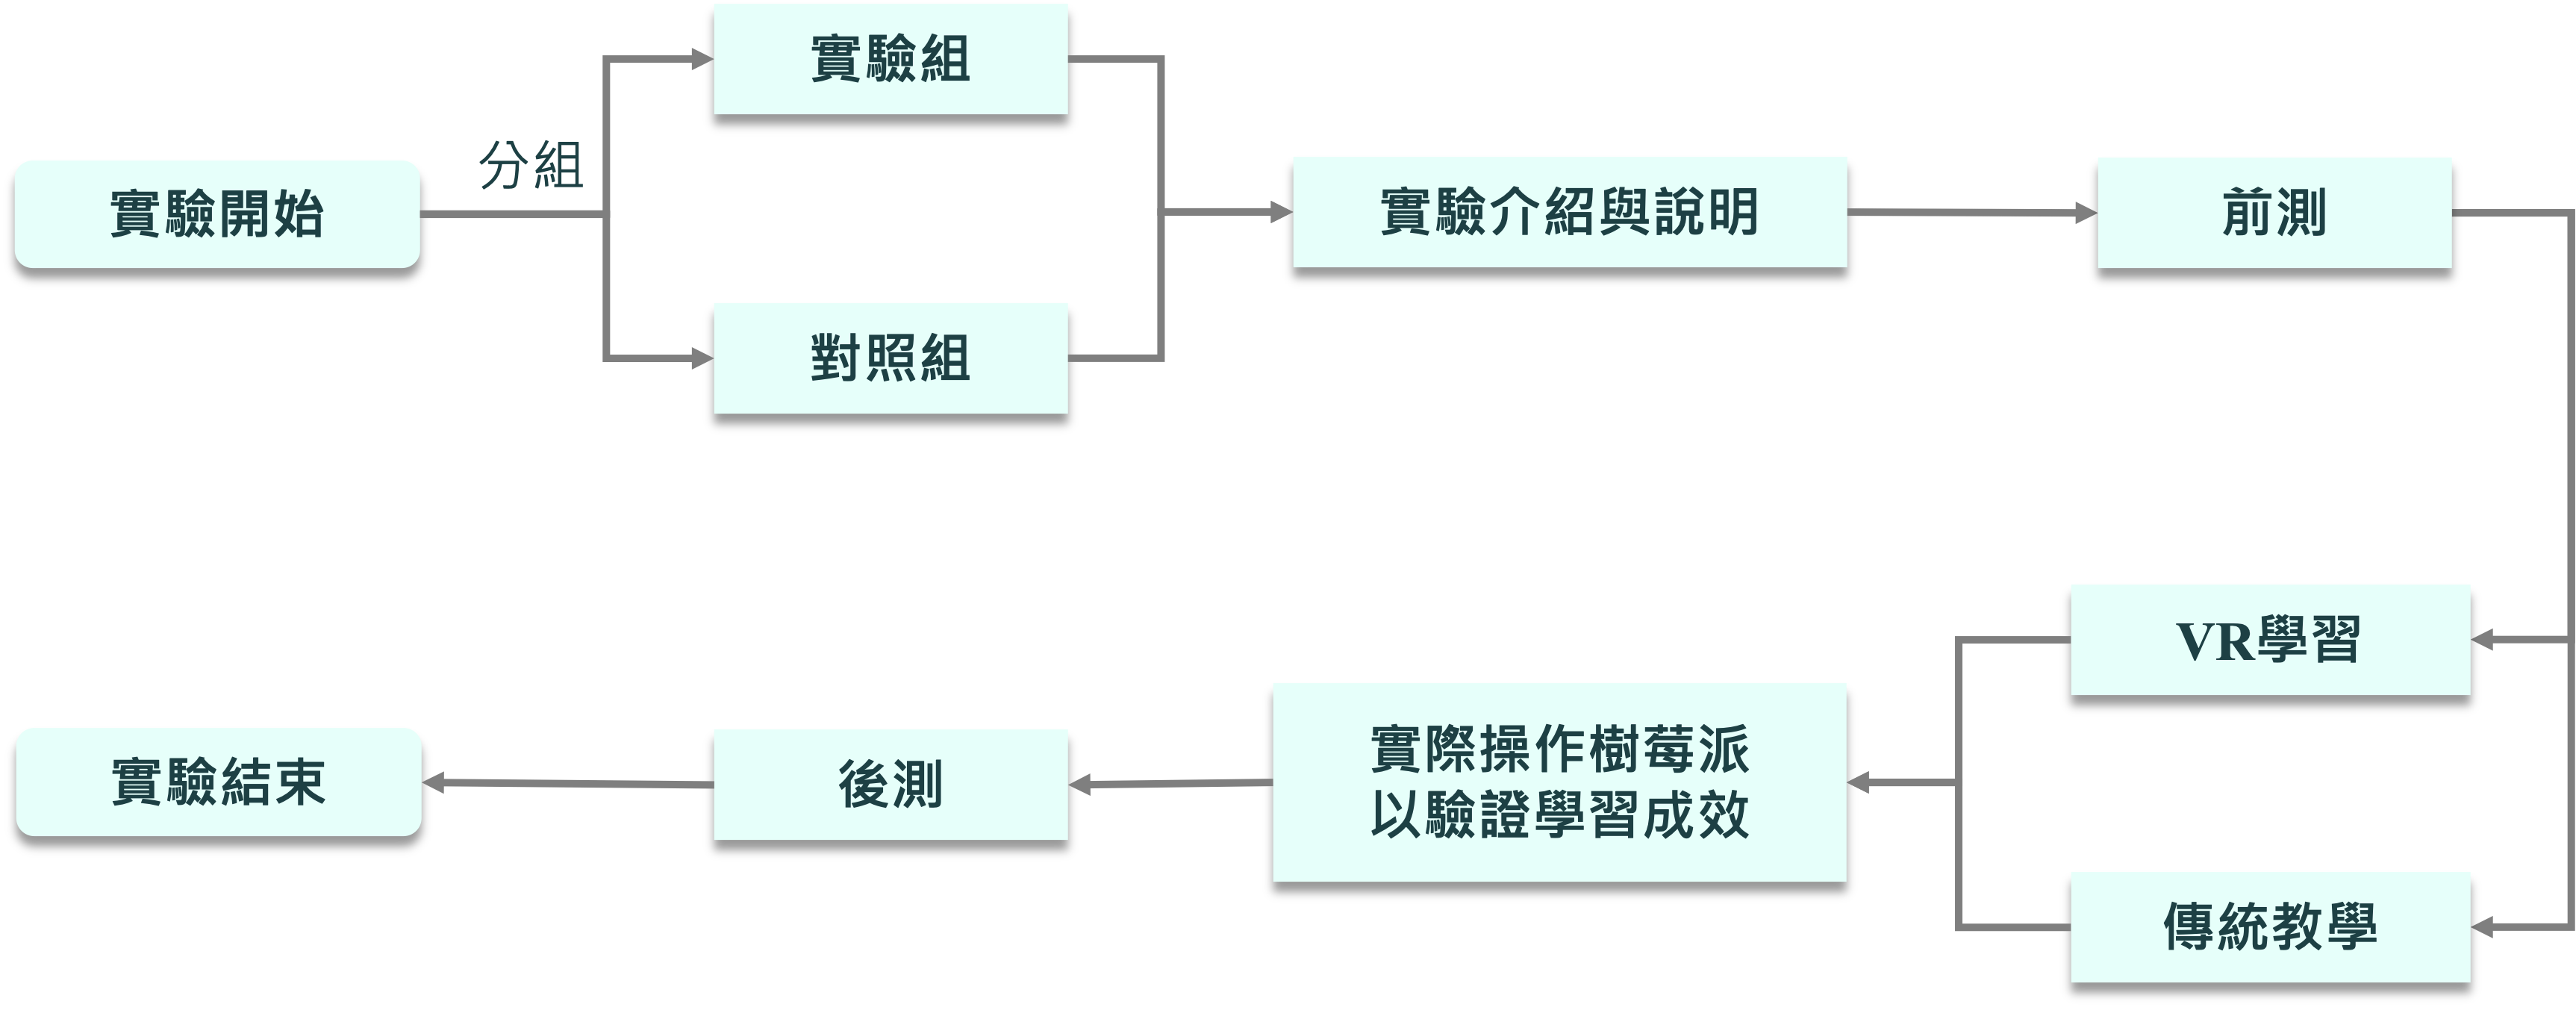 實驗開始
分組
實驗組
對照組
實驗介紹與說明
前測
VR學習
傳統教學
實際操作樹莓派
以驗證學習成效
後測
實驗結束